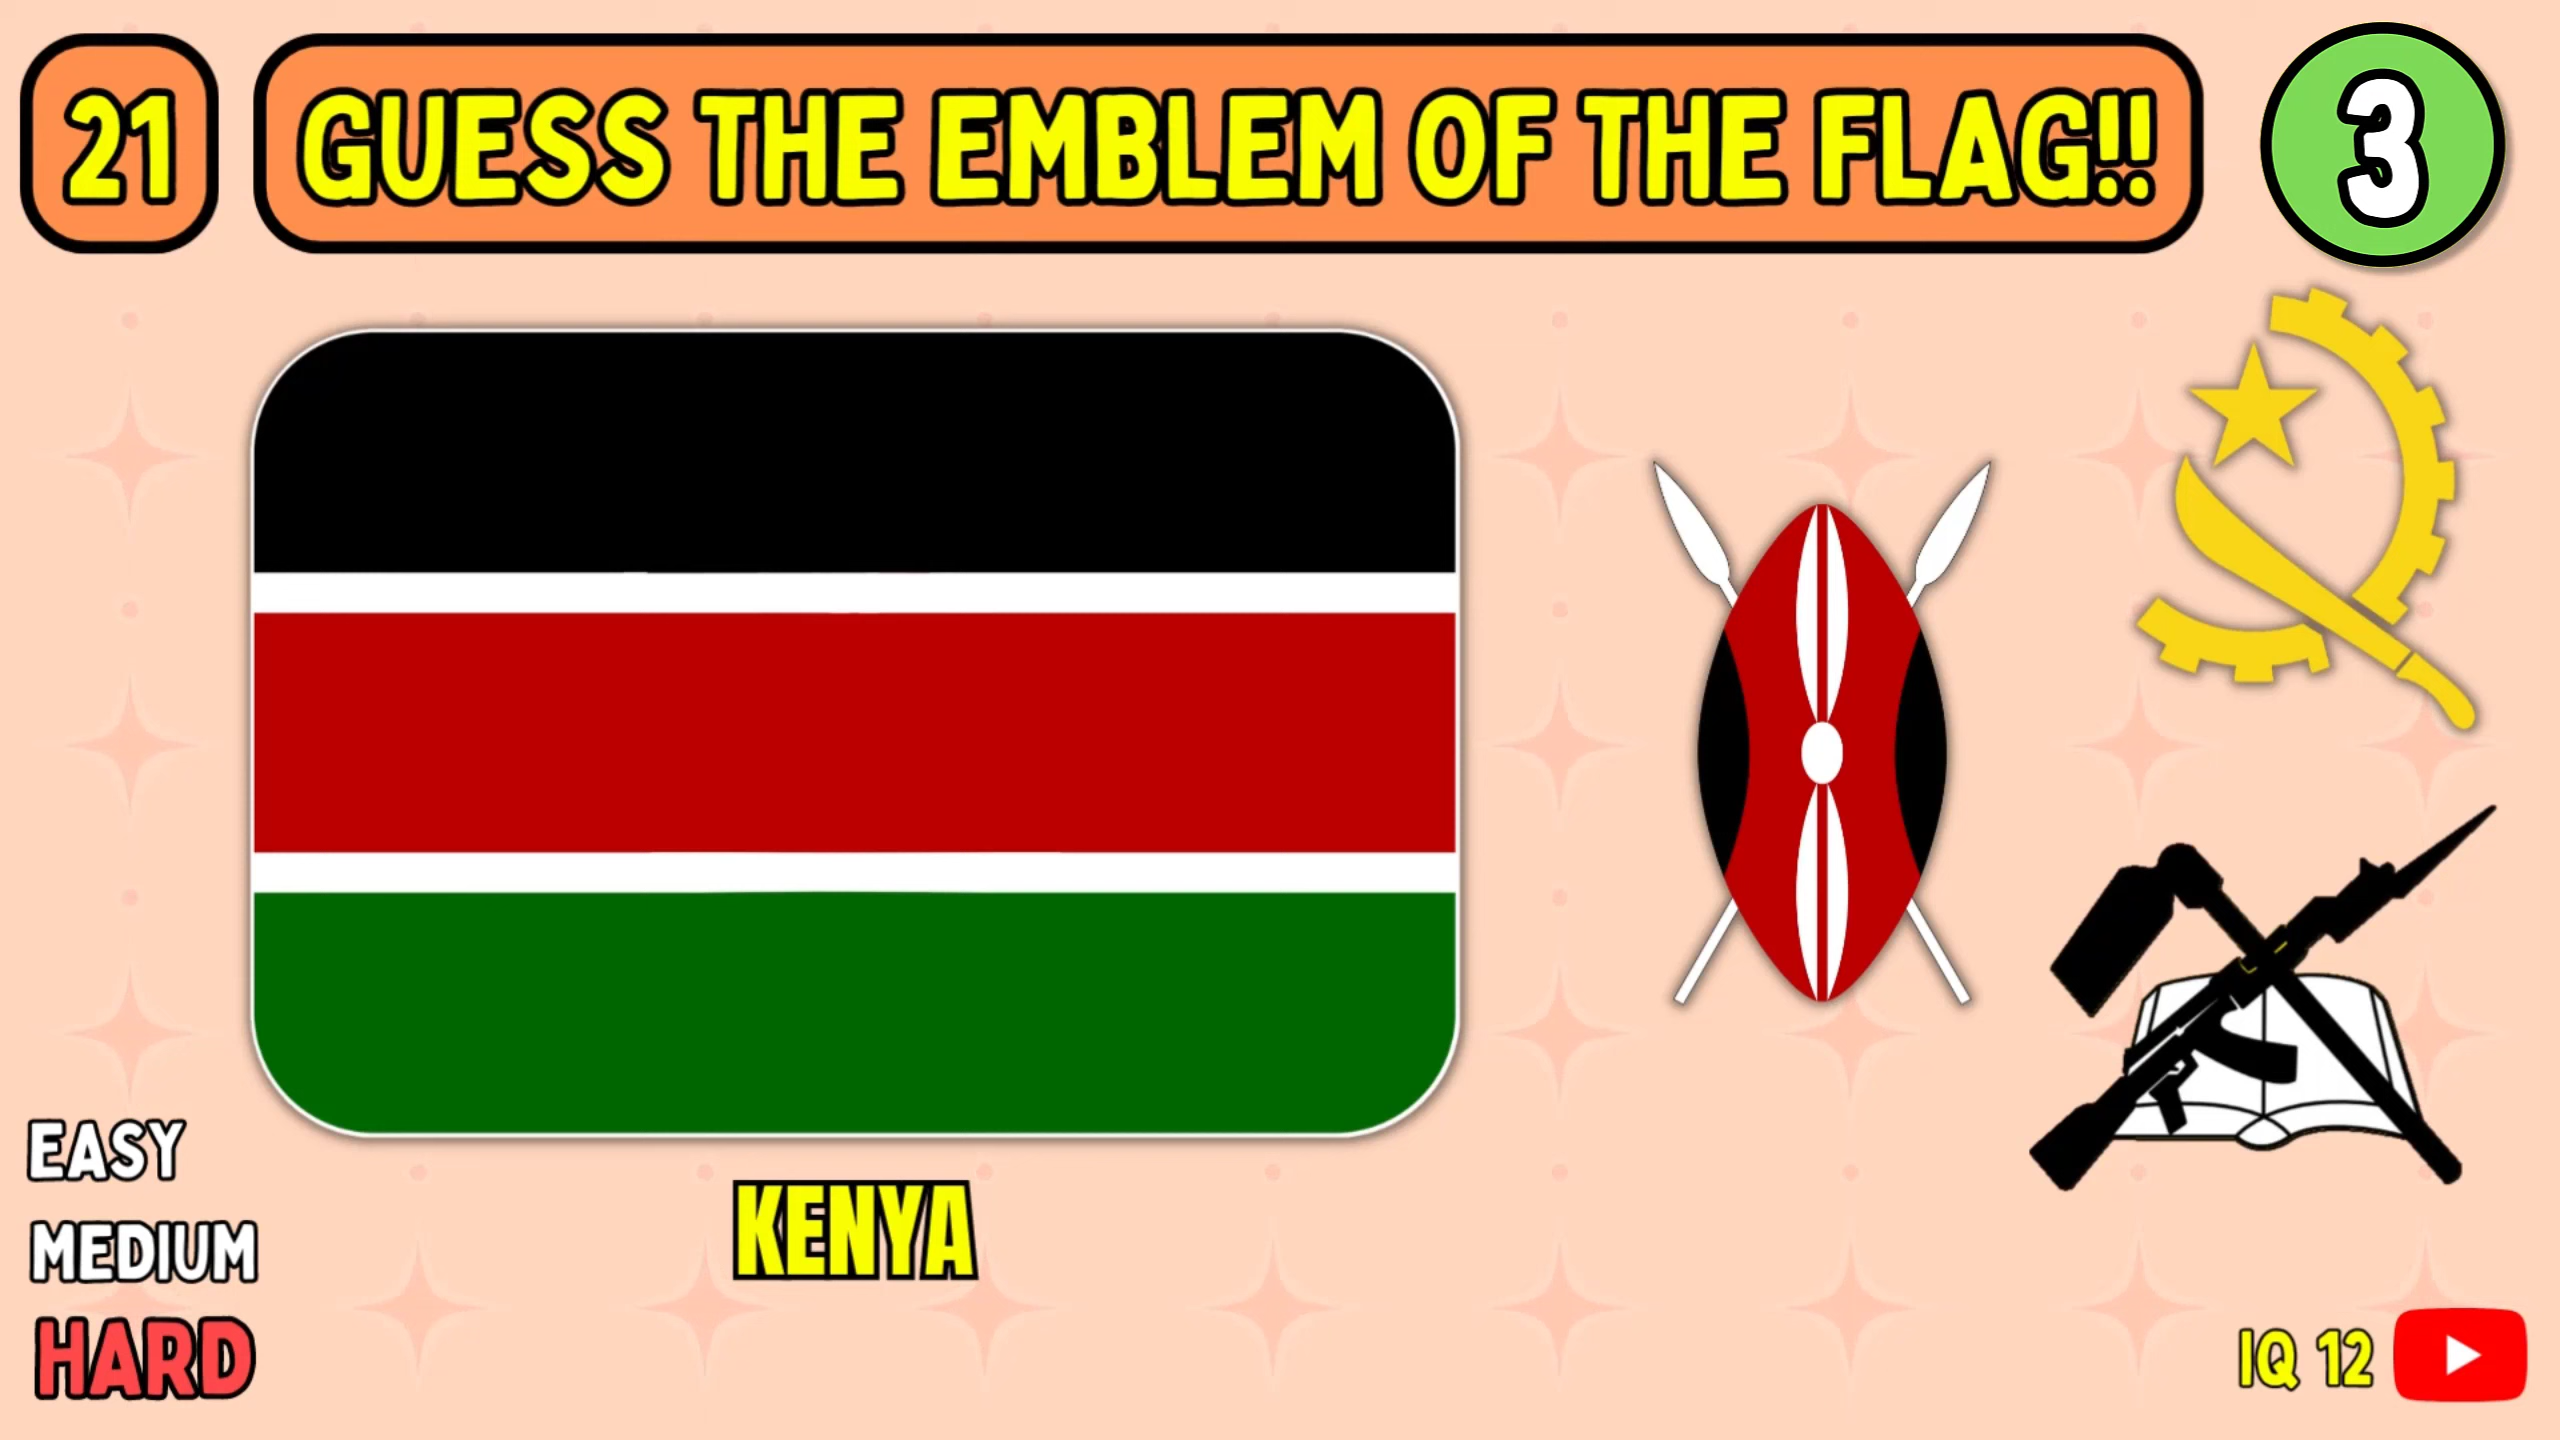 21
GUESS THE EMBLEM OF THE FLAG!!
3
KENYA
EASY
MEDIUM
HARD
IQ 12